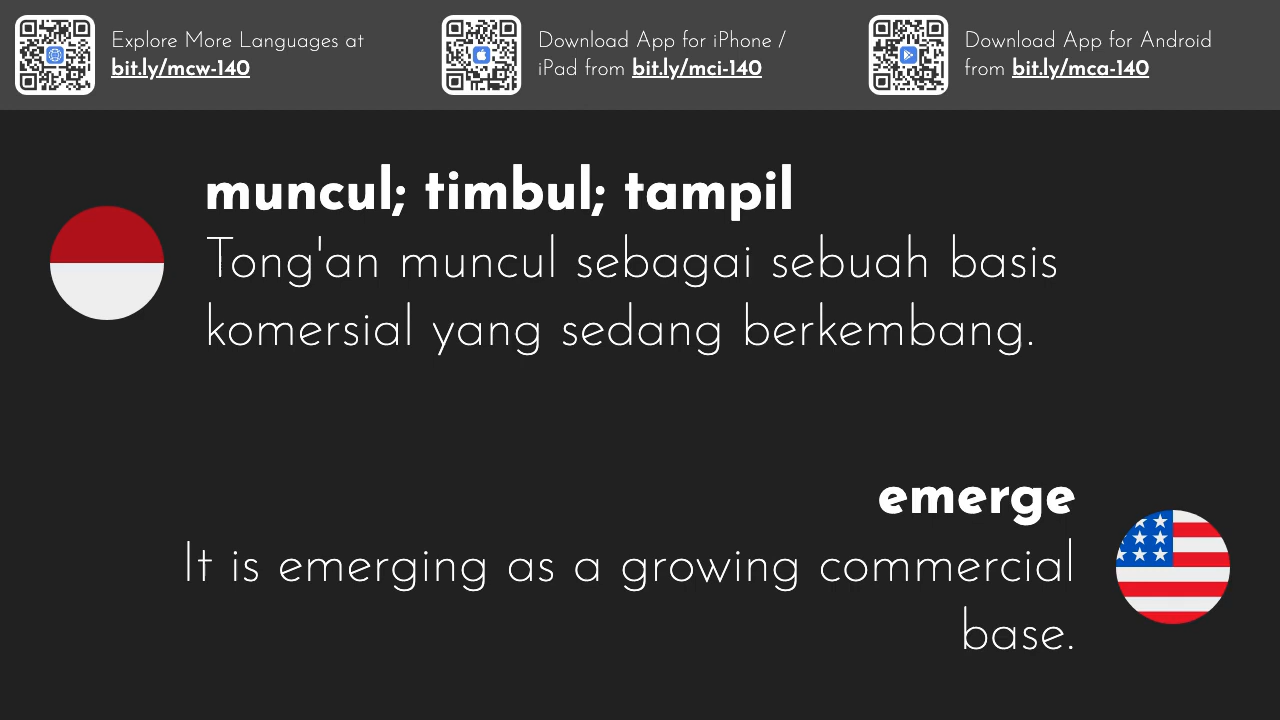 Explore More Languages at
bit.ly/mcw-140
Download App for iPhone /
iPad from bit.ly/mci-140
Download App for Android
from bit.ly/mca-140
muncul; timbul; tampil
Tong'an muncul sebagai sebuah basis
komersial yang sedang berkembang.
emerge
It is emerging as a growing commercial
base.